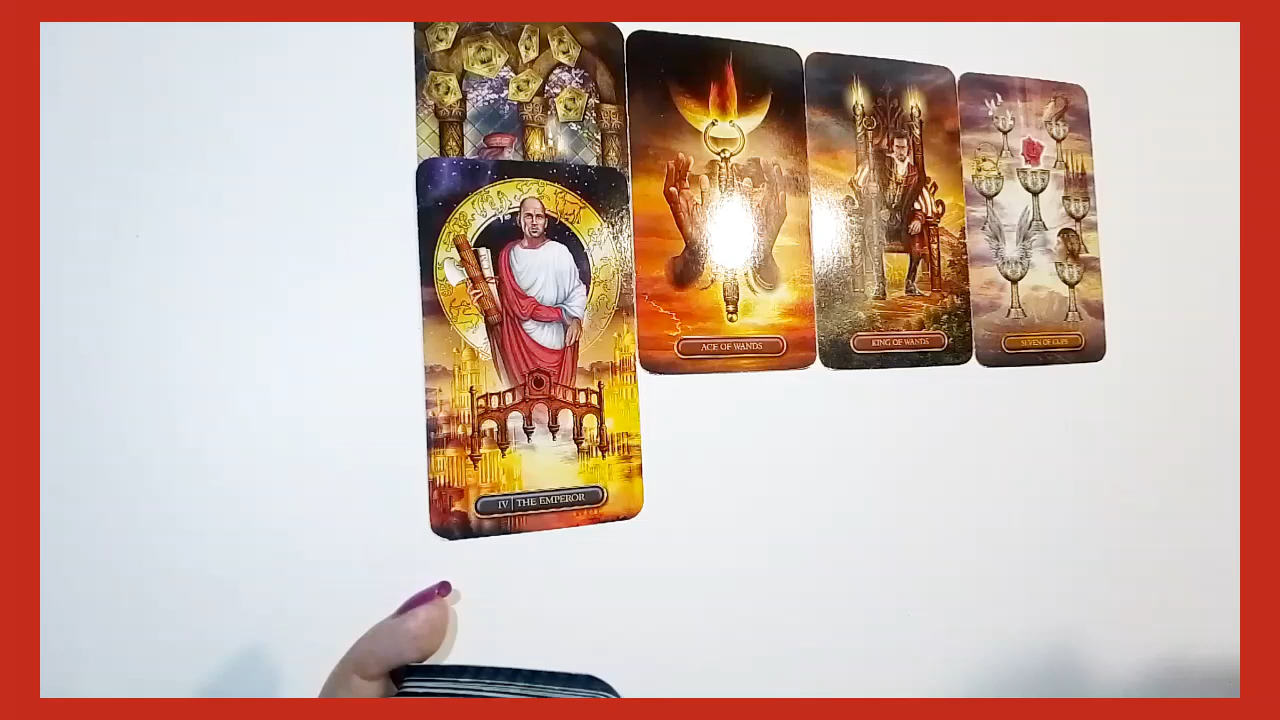 ACE OF WANDS
KING OF WANDS
SEVEN OF CUPS
IV THE EMPEROR